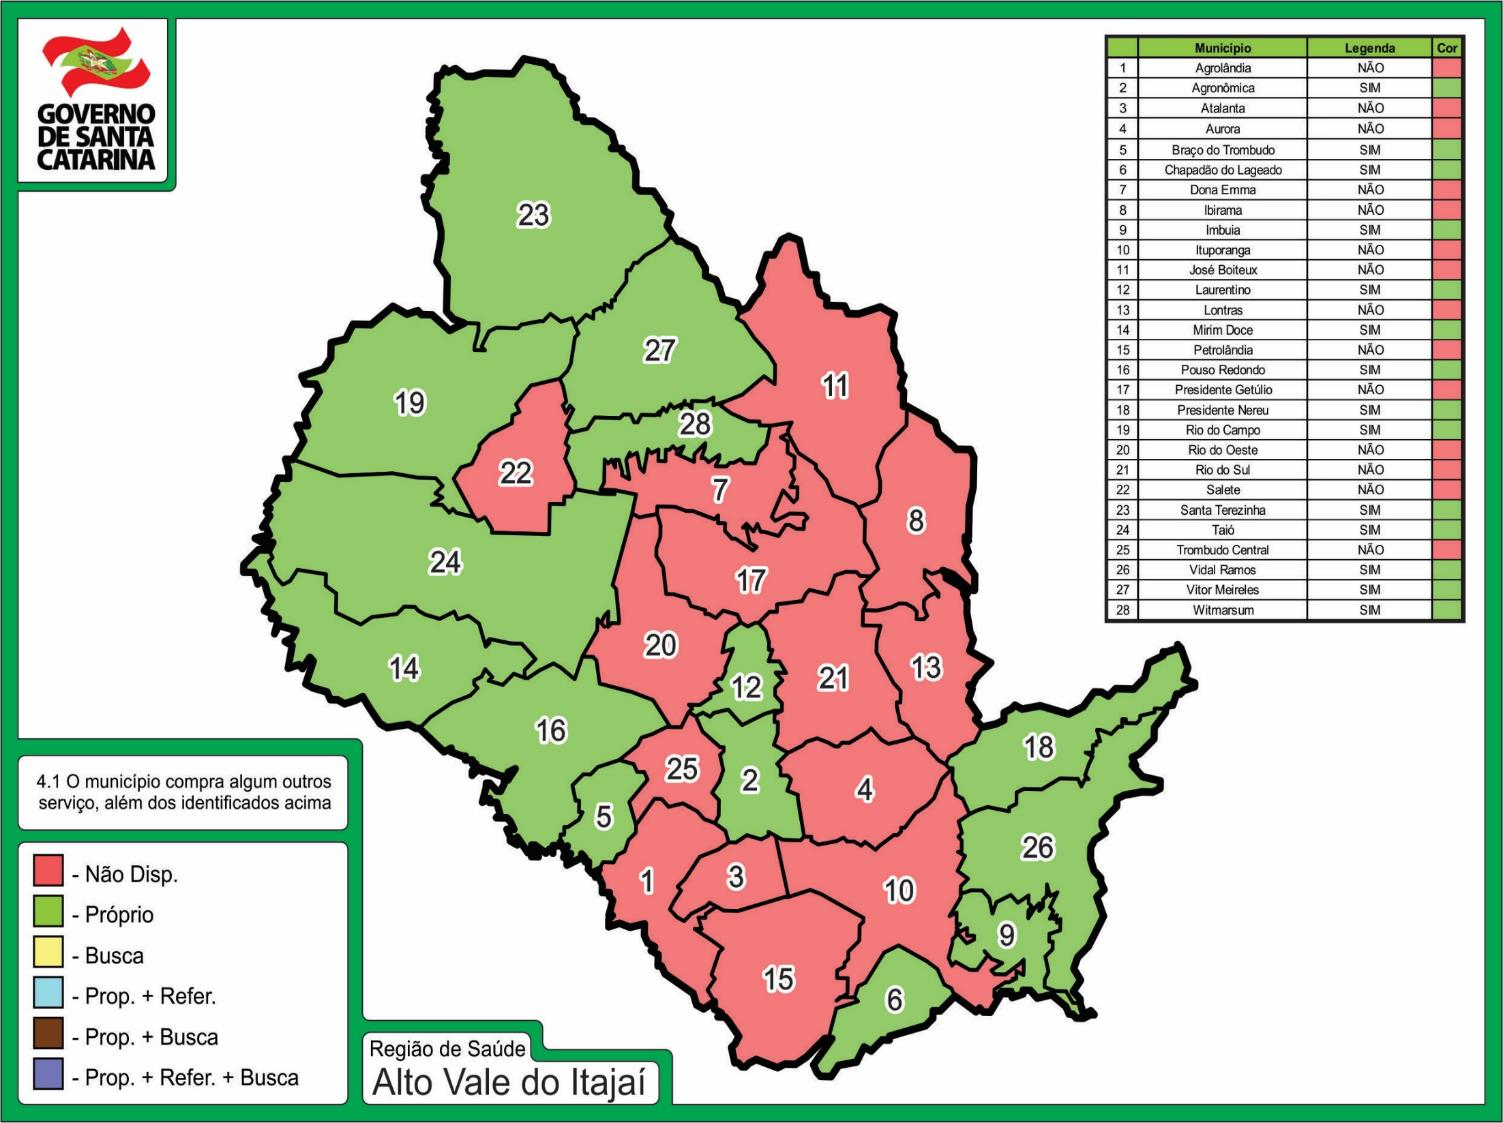 GOVERNO
DE SANTA
CATARINA
Município Legenda Cor
1 Agrolândia NÃO
2 Agronômica SIM
3 Atalanta NÃO
4 Aurora NÃO
5 Braço do Trombudo SIM
6 Chapadão do Lageado SIM
7 Dona Emma NÃO
8 Ibirama NÃO
9 Imbuia SIM
10 Ituporanga NÃO
11 José Boiteux NÃO
12 Laurentino SIM
13 Lontras NÃO
14 Mirim Doce SIM
15 Petrolândia NÃO
16 Pouso Redondo SIM
17 Presidente Getúlio NÃO
18 Presidente Nereu SIM
19 Rio do Campo SIM
20 Rio do Oeste NÃO
21 Rio do Sul NÃO
22 Salete NÃO
23 Santa Terezinha SIM
24 Taió SIM
25 Trombudo Central NÃO
26 Vidal Ramos SIM
27 Vitor Meireles SIM
28 Witmarsum SIM
23
27
11
19
28
22
7
8
24
17
20
14
12
21
13
16
18
25
2
4
5
26
1
3
10
9
15
6
4.1 O município compra algum outros
serviço, além dos identificados acima
- Não Disp.
- Próprio
- Busca
- Prop. + Refer.
- Prop. + Busca
- Prop. + Refer. + Busca
Região de Saúde
Alto Vale do Itajaí